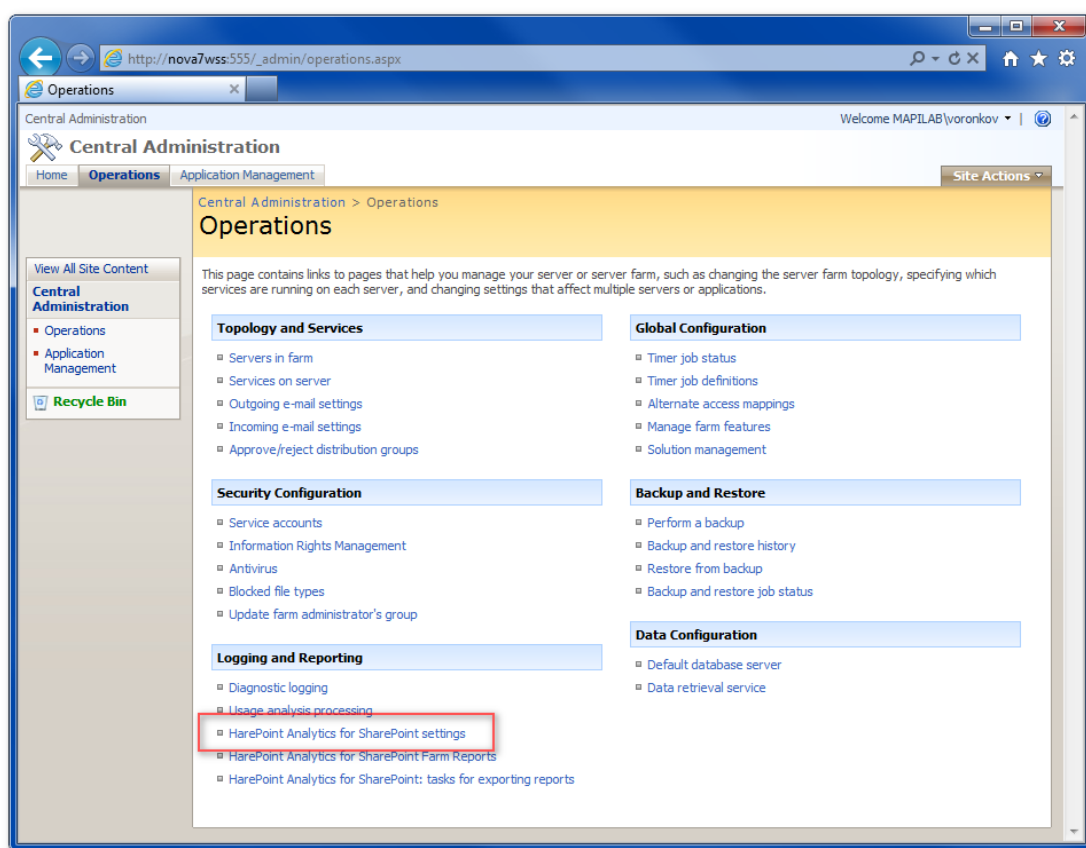 http://nova7wss:555/_admin/operations.aspx
Operations
Central Administration
Welcome MAPILAB\voronkov
Central Administration
Home Operations Application Management
Site Actions
Central Administration > Operations
Operations
View All Site Content
Central
Administration
Operations
Application
Management
Recycle Bin
This page contains links to pages that help you manage your server or server farm, such as changing the server farm topology, specifying which
services are running on each server, and changing settings that affect multiple servers or applications.
Topology and Services
Servers in farm
Services on server
Outgoing e-mail settings
Incoming e-mail settings
Approve/reject distribution groups
Security Configuration
Service accounts
Information Rights Management
Antivirus
Blocked file types
Update farm administrator's group
Logging and Reporting
Diagnostic logging
Usage analysis processing
HarePoint Analytics for SharePoint settings
HarePoint Analytics for SharePoint Farm Reports
HarePoint Analytics for SharePoint: tasks for exporting reports
Global Configuration
Timer job status
Timer job definitions
Alternate access mappings
Manage farm features
Solution management
Backup and Restore
Perform a backup
Backup and restore history
Restore from backup
Backup and restore job status
Data Configuration
Default database server
Data retrieval service